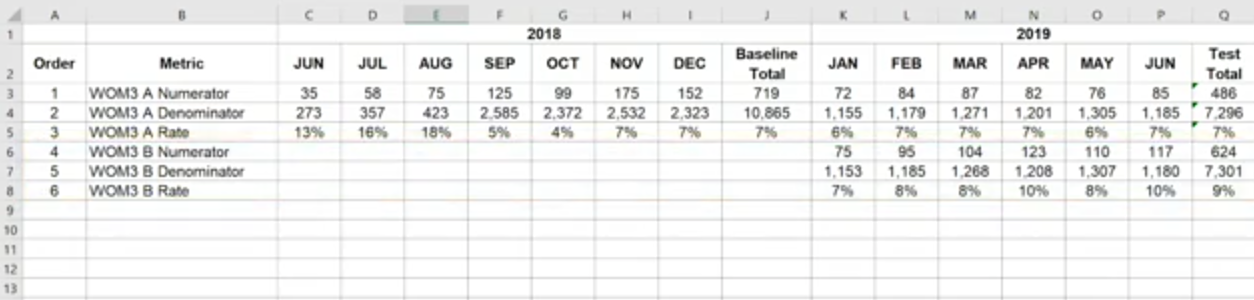 A B C D E F G H I J K L M N O P Q
1 2018 2019
2 Order Metric JUN JUL AUG SEP OCT NOV DEC Baseline Total JAN FEB MAR APR MAY JUN Test Total
3 1 WOM3 A Numerator 35 58 75 125 99 175 152 719 72 84 87 82 76 85 486
4 2 WOM3 A Denominator 273 357 423 2,585 2,372 2,532 2,323 10,865 1,155 1,179 1,271 1,201 1,305 1,185 7,296
5 3 WOM3 A Rate 13% 16% 18% 5% 4% 7% 7% 7% 6% 7% 7% 7% 6% 7% 7%
6 4 WOM3 B Numerator 75 95 104 123 110 117 624
7 5 WOM3 B Denominator 1,153 1,185 1,268 1,208 1,307 1,180 7,301
8 6 WOM3 B Rate 7% 8% 8% 10% 8% 10% 9%
9
10
11
12
13